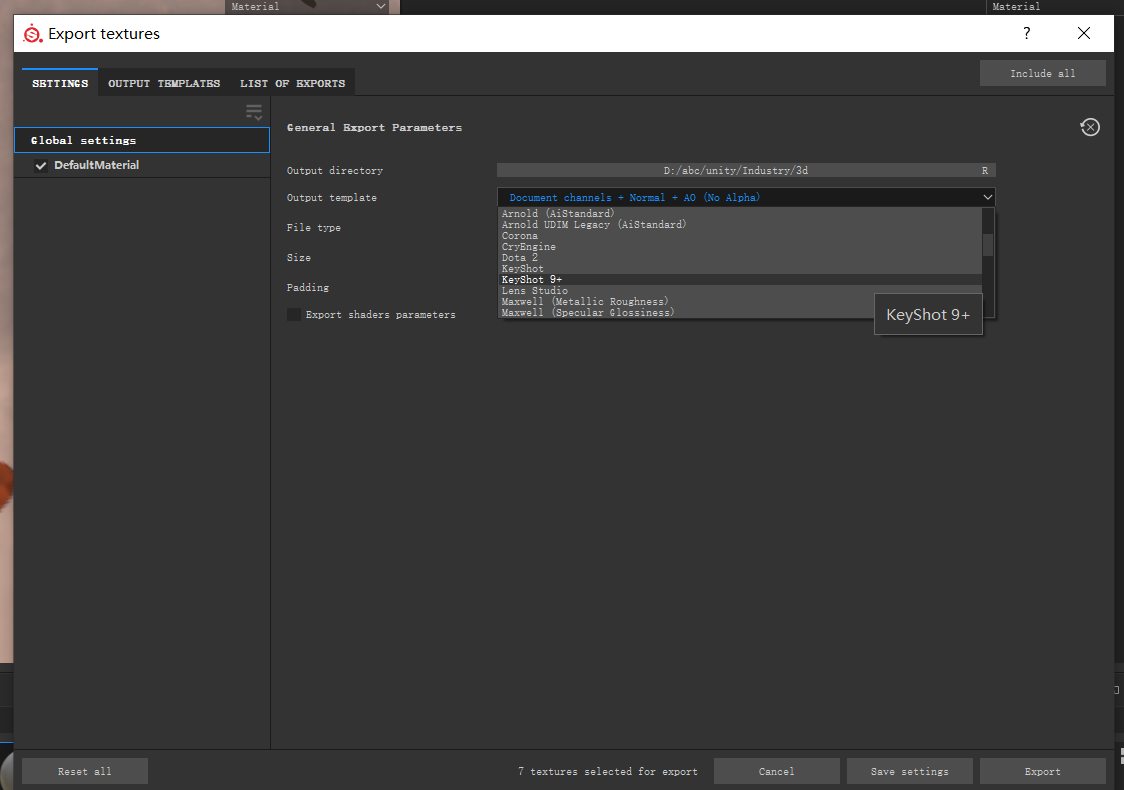 Material
Material
Export textures
?
SETTINGS
OUTPUT TEMPLATES
LIST OF EXPORTS
Include all
Global settings
DefaultMaterial
General Export Parameters
Output directory
D:/abc/unity/Industry/3d
R
Output template
Document channels + Normal + AO (No Alpha)
File type
Size
Padding
Export shaders parameters
Arnold (AiStandard)
Arnold UDIM Legacy (AiStandard)
Corona
CryEngine
Dota 2
KeyShot
KeyShot 9+
Lens Studio
Maxwell (Metallic Roughness)
Maxwell (Specular Glossiness)
KeyShot 9+
Reset all
7 textures selected for export
Cancel
Save settings
Export